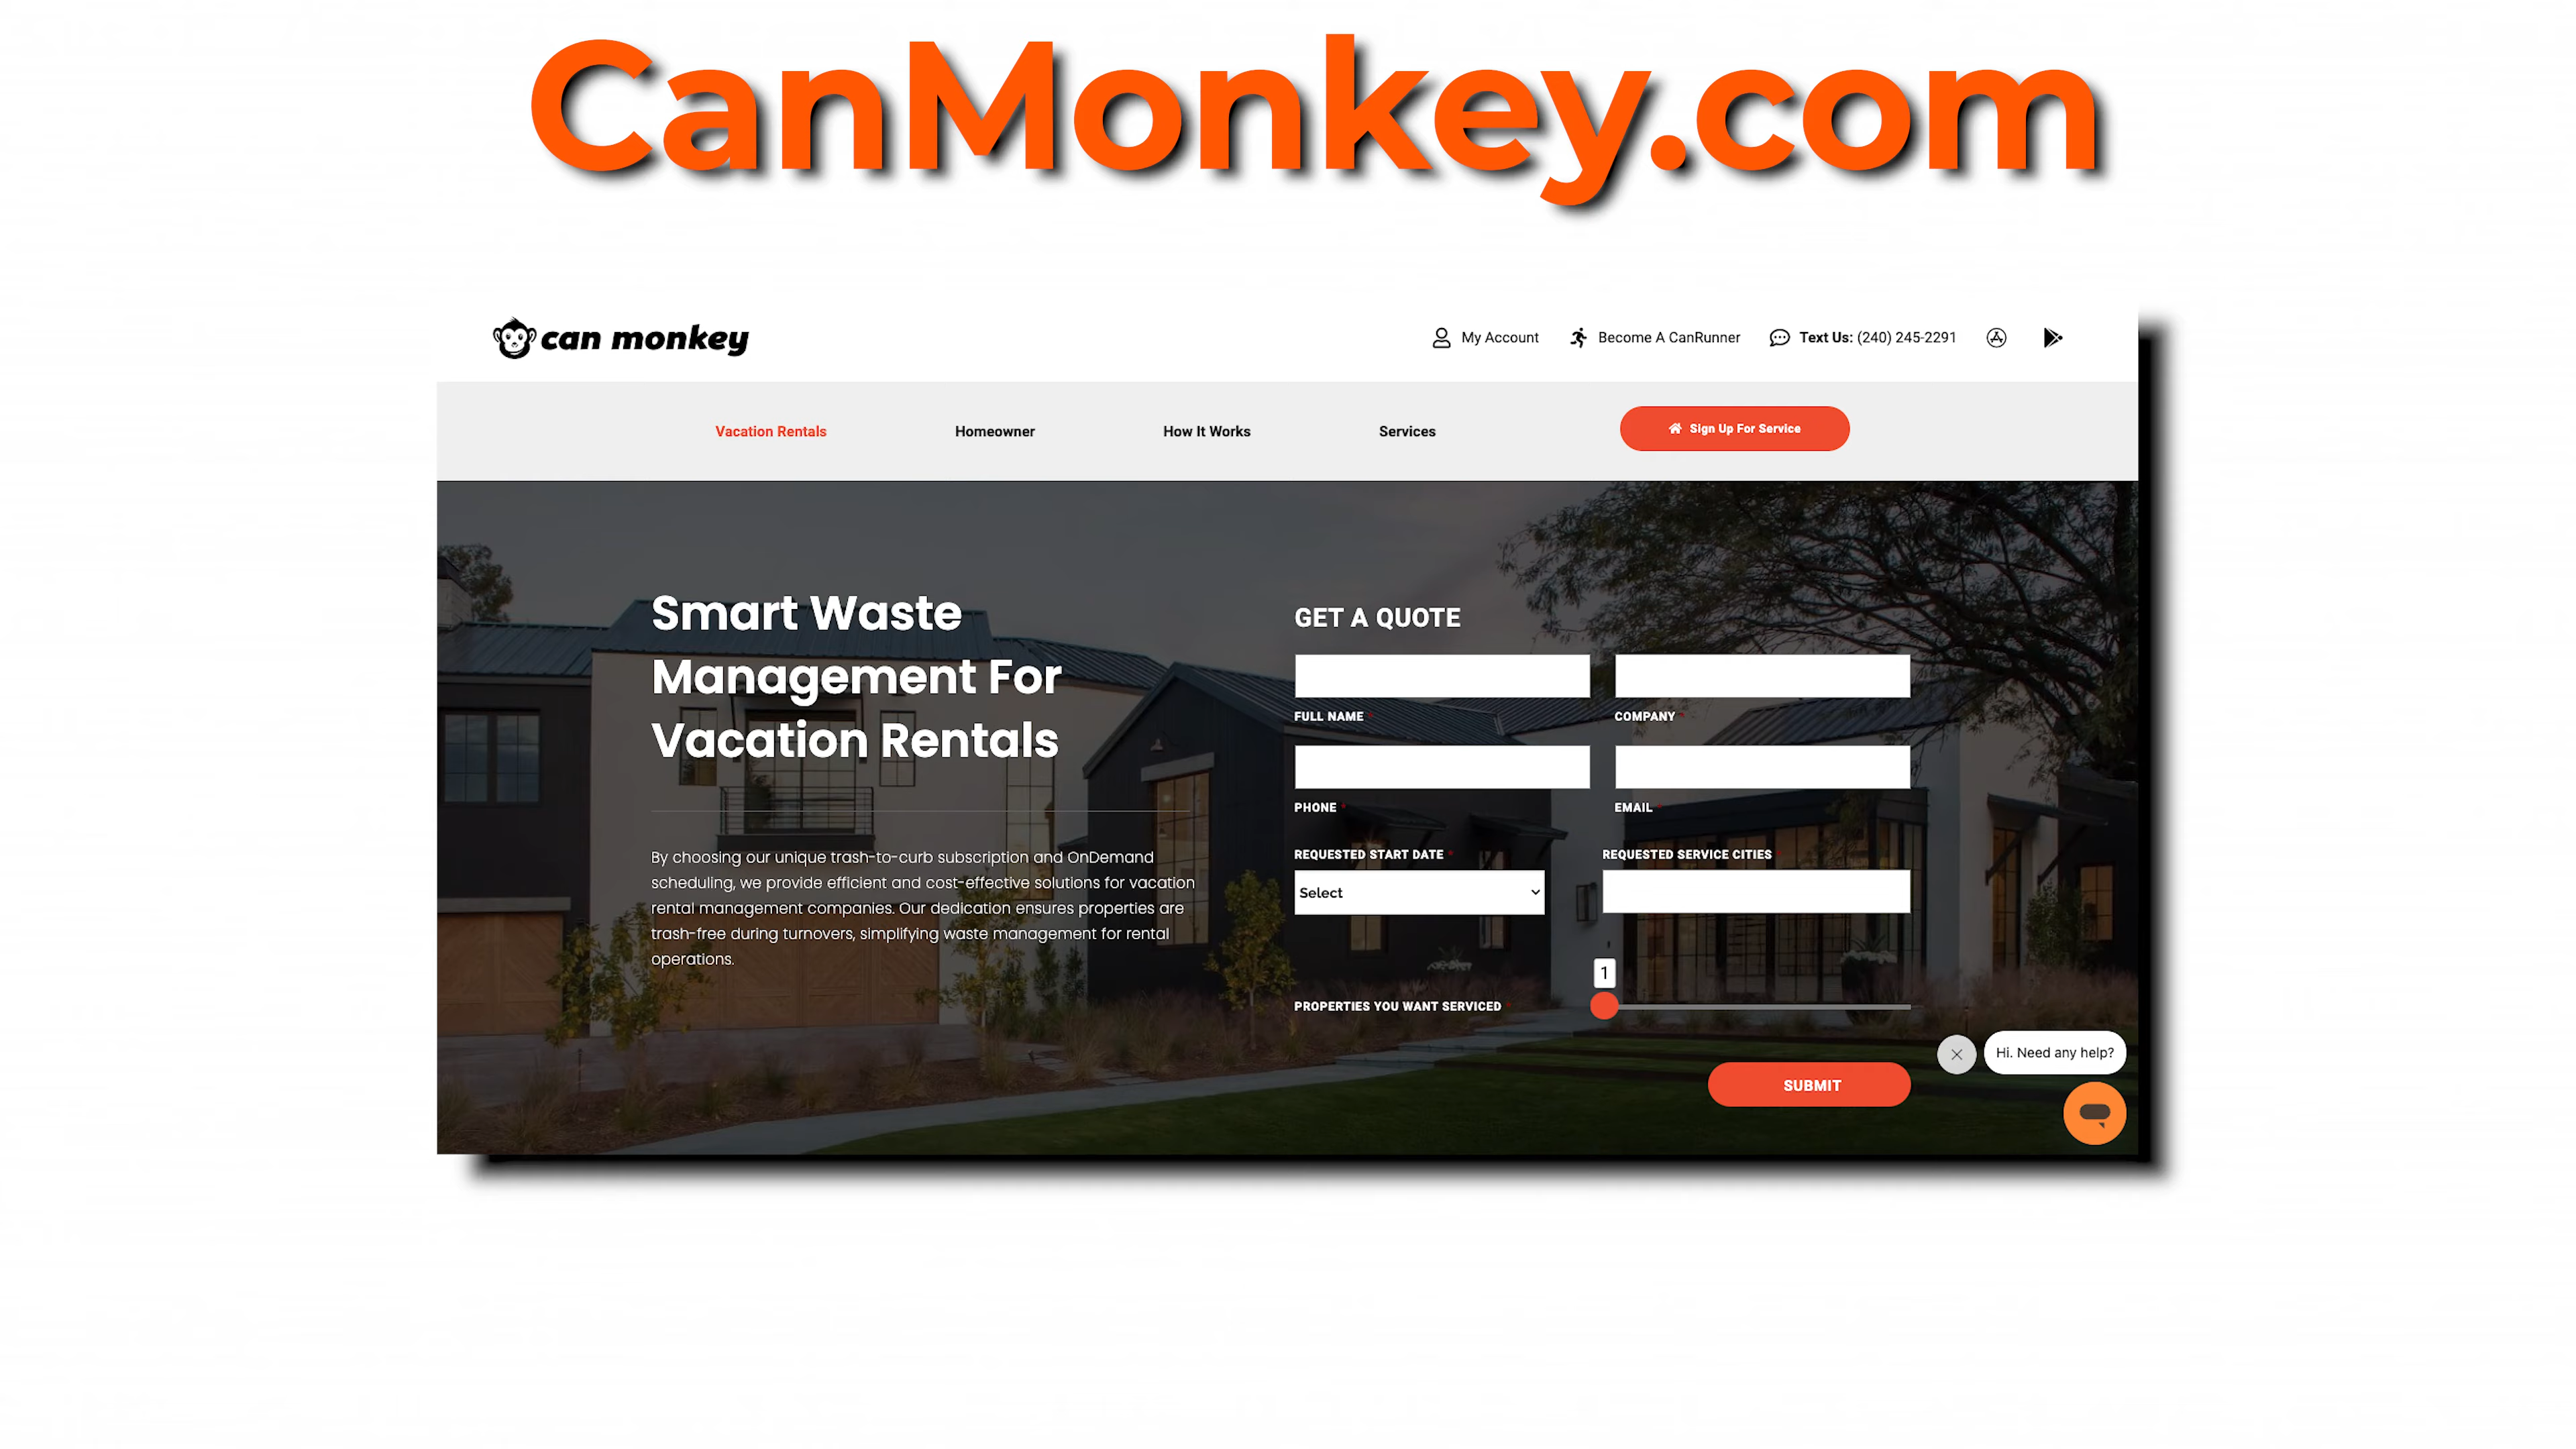 CanMonkey.com
can monkey
My Account
Become A CanRunner
Text Us: (240) 245-2291
Vacation Rentals
Homeowner
How It Works
Services
Sign Up For Service
Smart Waste
Management For
Vacation Rentals
By choosing our unique trash-to-curb subscription and OnDemand
scheduling, we provide efficient and cost-effective solutions for vacation
rental management companies. Our dedication ensures properties are
trash-free during turnovers, simplifying waste management for rental
operations.
GET A QUOTE
FULL NAME *
COMPANY *
PHONE *
EMAIL *
REQUESTED START DATE *
REQUESTED SERVICE CITIES *
Select
1
PROPERTIES YOU WANT SERVICED *
SUBMIT
Hi. Need any help?